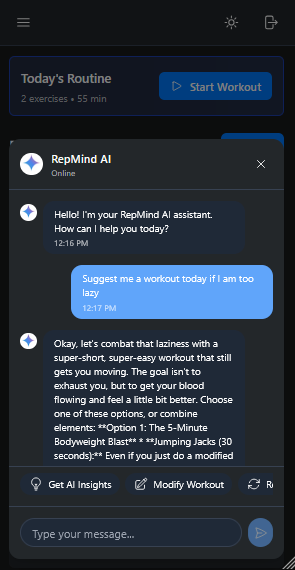 Today's Routine
2 exercises • 55 min
Start Workout
RepMind AI
Online
Hello! I'm your RepMind AI assistant.
How can I help you today?
12:16 PM
Suggest me a workout today if I am too
lazy
12:17 PM
Okay, let's combat that laziness with a
super-short, super-easy workout that still
gets you moving. The goal isn't to
exhaust you, but to get your blood
flowing and feel a little bit better. Choose
one of these options, or combine
elements: **Option 1: The 5-Minute
Bodyweight Blast** * **Jumping Jacks (30
seconds):** Even if you just do a modified
Get AI Insights
Modify Workout
Type your message...